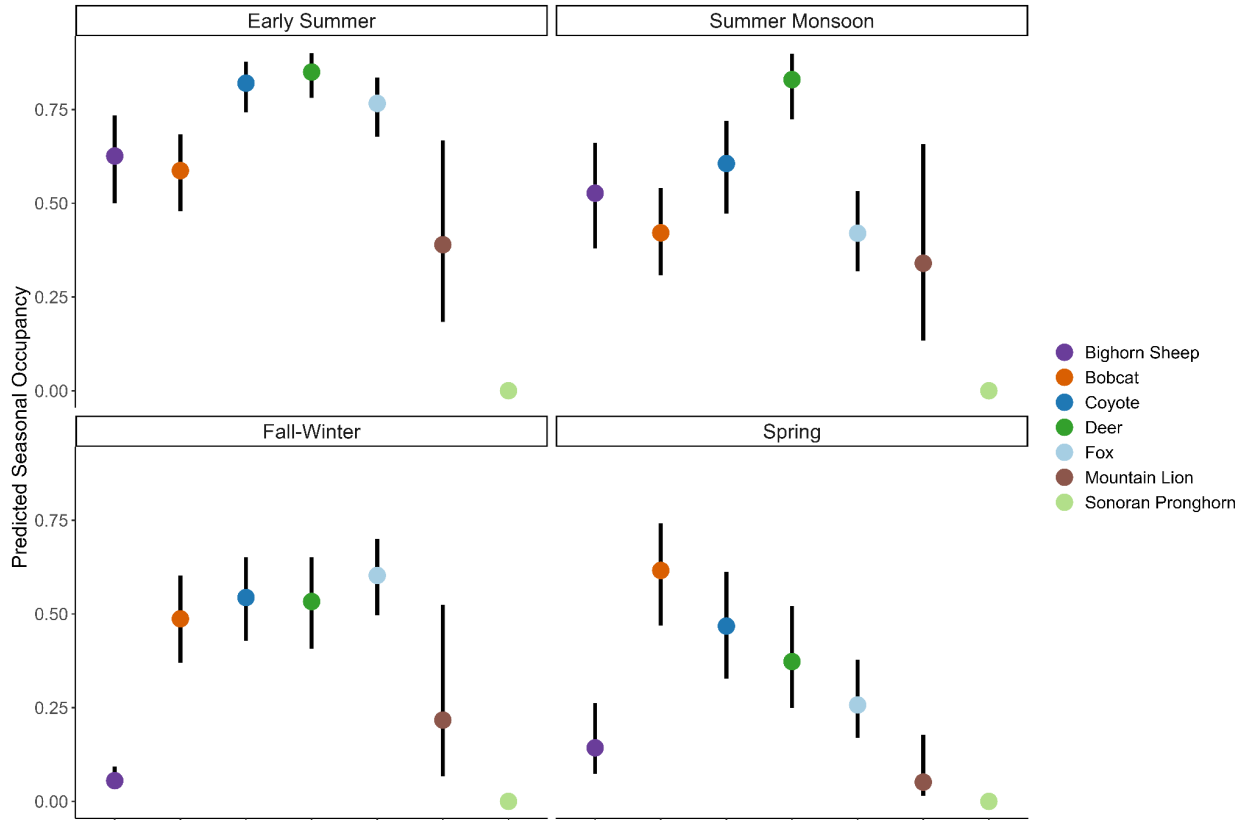 Early Summer
Summer Monsoon
Predicted Seasonal Occupancy
0.75
0.50
0.25
0.00
Fall-Winter
Spring
0.75
0.50
0.25
0.00
Bighorn Sheep
Bobcat
Coyote
Deer
Fox
Mountain Lion
Sonoran Pronghorn